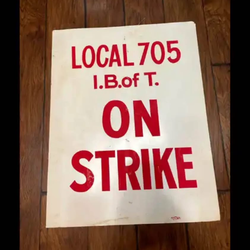 LOCAL 705
I.B.of T.
ON
STRIKE